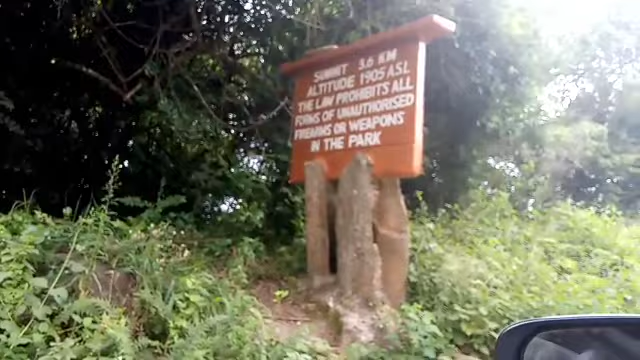 SUMMIT 3.6 KM
ALTITUDE 1905 A.S.L
THE LAW PROHIBITS ALL
FORMS OF UNAUTHORISED
FIREARMS OR WEAPONS
IN THE PARK